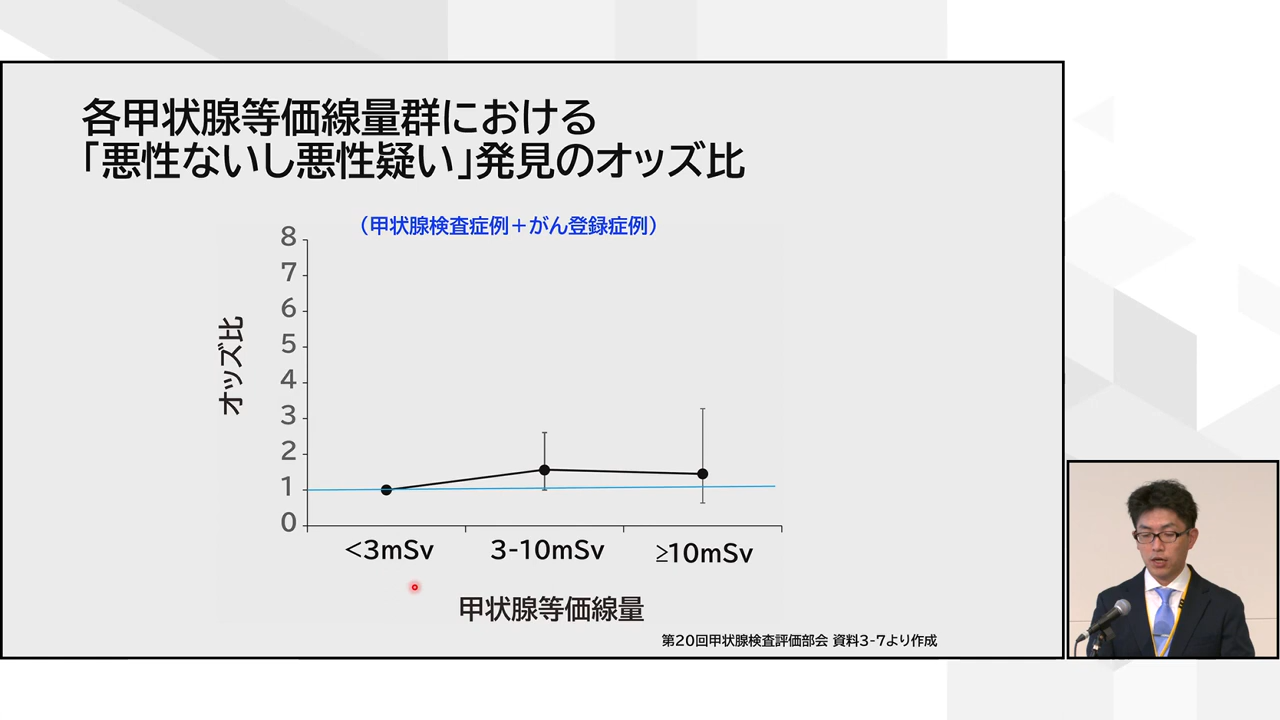 各甲状腺等価線量群における
「悪性ないし悪性疑い」発見のオッズ比
（甲状腺検査症例＋がん登録症例）
8
7
6
5
4
3
2
1
0
オッズ比
<3mSv
3-10mSv
≥10mSv
甲状腺等価線量
第20回甲状腺検査評価部会 資料3-7より作成